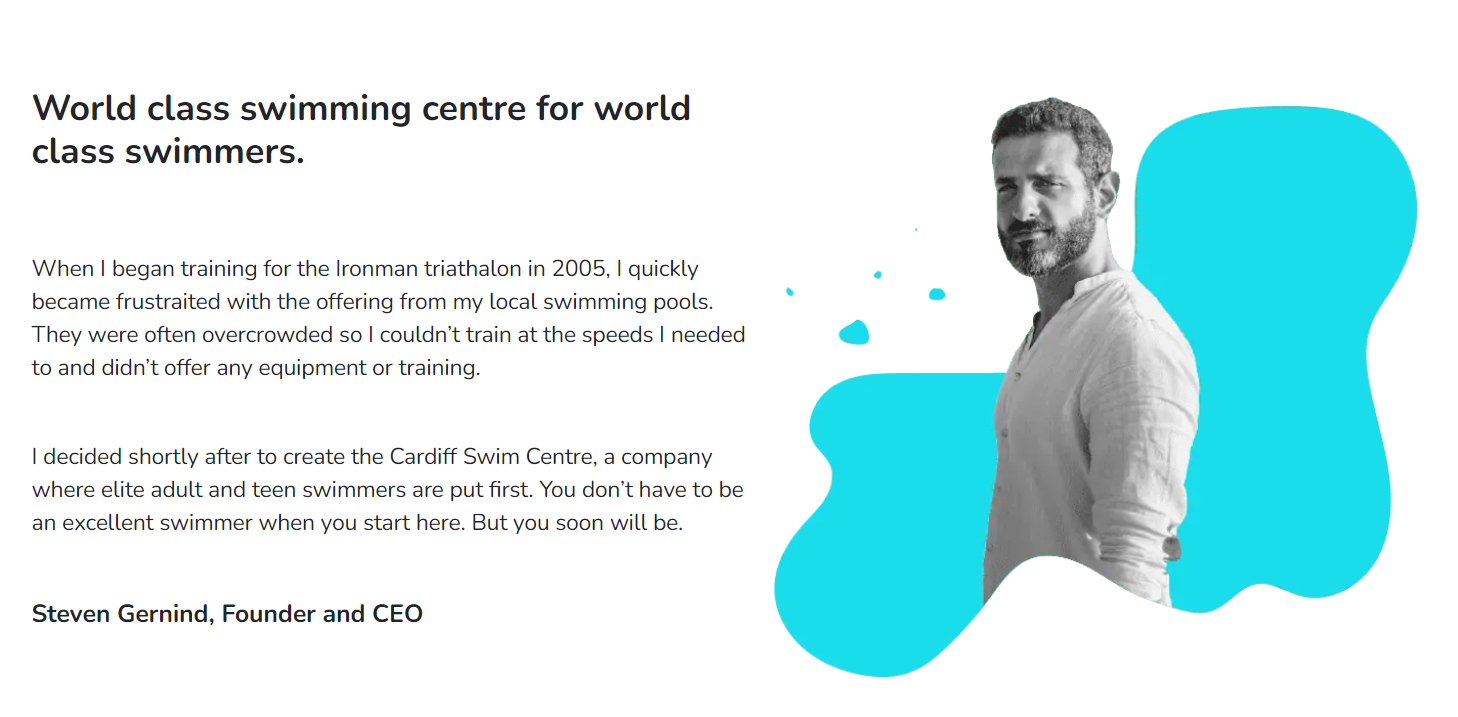 World class swimming centre for world
class swimmers.
When I began training for the Ironman triathalon in 2005, I quickly
became frustraited with the offering from my local swimming pools.
They were often overcrowded so I couldn’t train at the speeds I needed
to and didn’t offer any equipment or training.
I decided shortly after to create the Cardiff Swim Centre, a company
where elite adult and teen swimmers are put first. You don’t have to be
an excellent swimmer when you start here. But you soon will be.
Steven Gernind, Founder and CEO